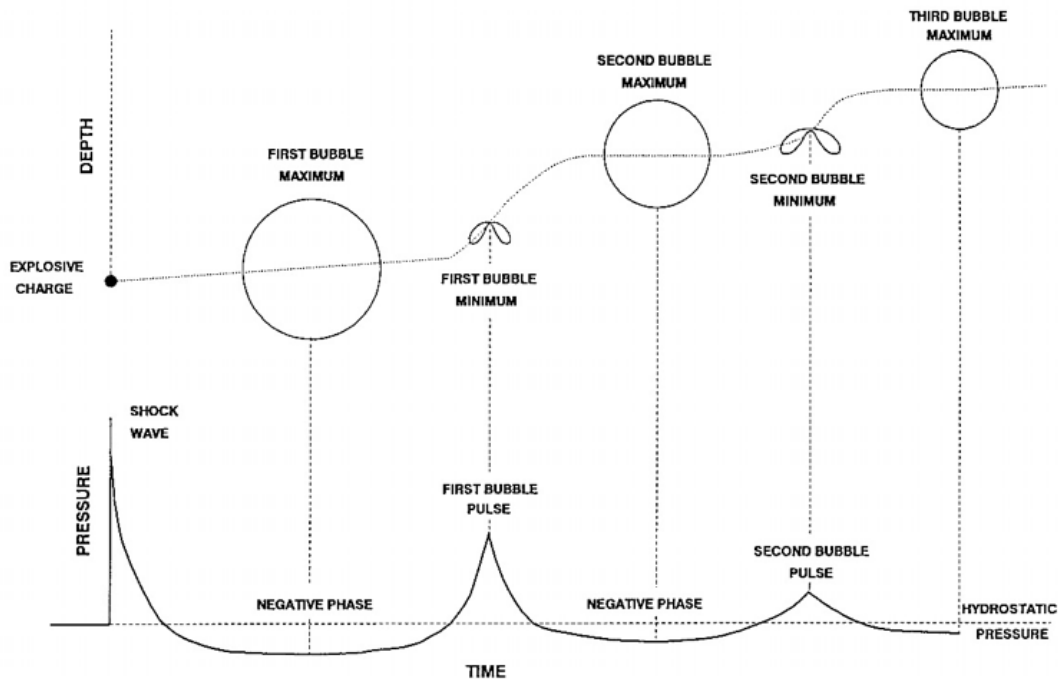 THIRD BUBBLE
MAXIMUM
SECOND BUBBLE
MAXIMUM
DEPTH
FIRST BUBBLE
MAXIMUM
SECOND BUBBLE
MINIMUM
EXPLOSIVE
CHARGE
FIRST BUBBLE
MINIMUM
SHOCK
WAVE
PRESSURE
FIRST BUBBLE
PULSE
SECOND BUBBLE
PULSE
NEGATIVE PHASE
NEGATIVE PHASE
HYDROSTATIC
PRESSURE
TIME